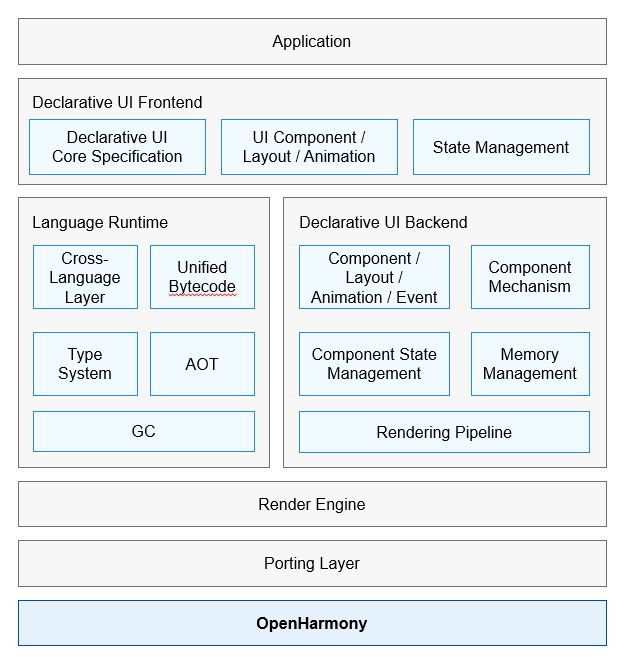 Application
Declarative UI Frontend
Declarative UI
Core Specification
UI Component /
Layout / Animation
State Management
Language Runtime
Cross-
Language
Layer
Unified
Bytecode
Type
System
AOT
GC
Declarative UI Backend
Component /
Layout /
Animation / Event
Component
Mechanism
Component State
Management
Memory
Management
Rendering Pipeline
Render Engine
Porting Layer
OpenHarmony